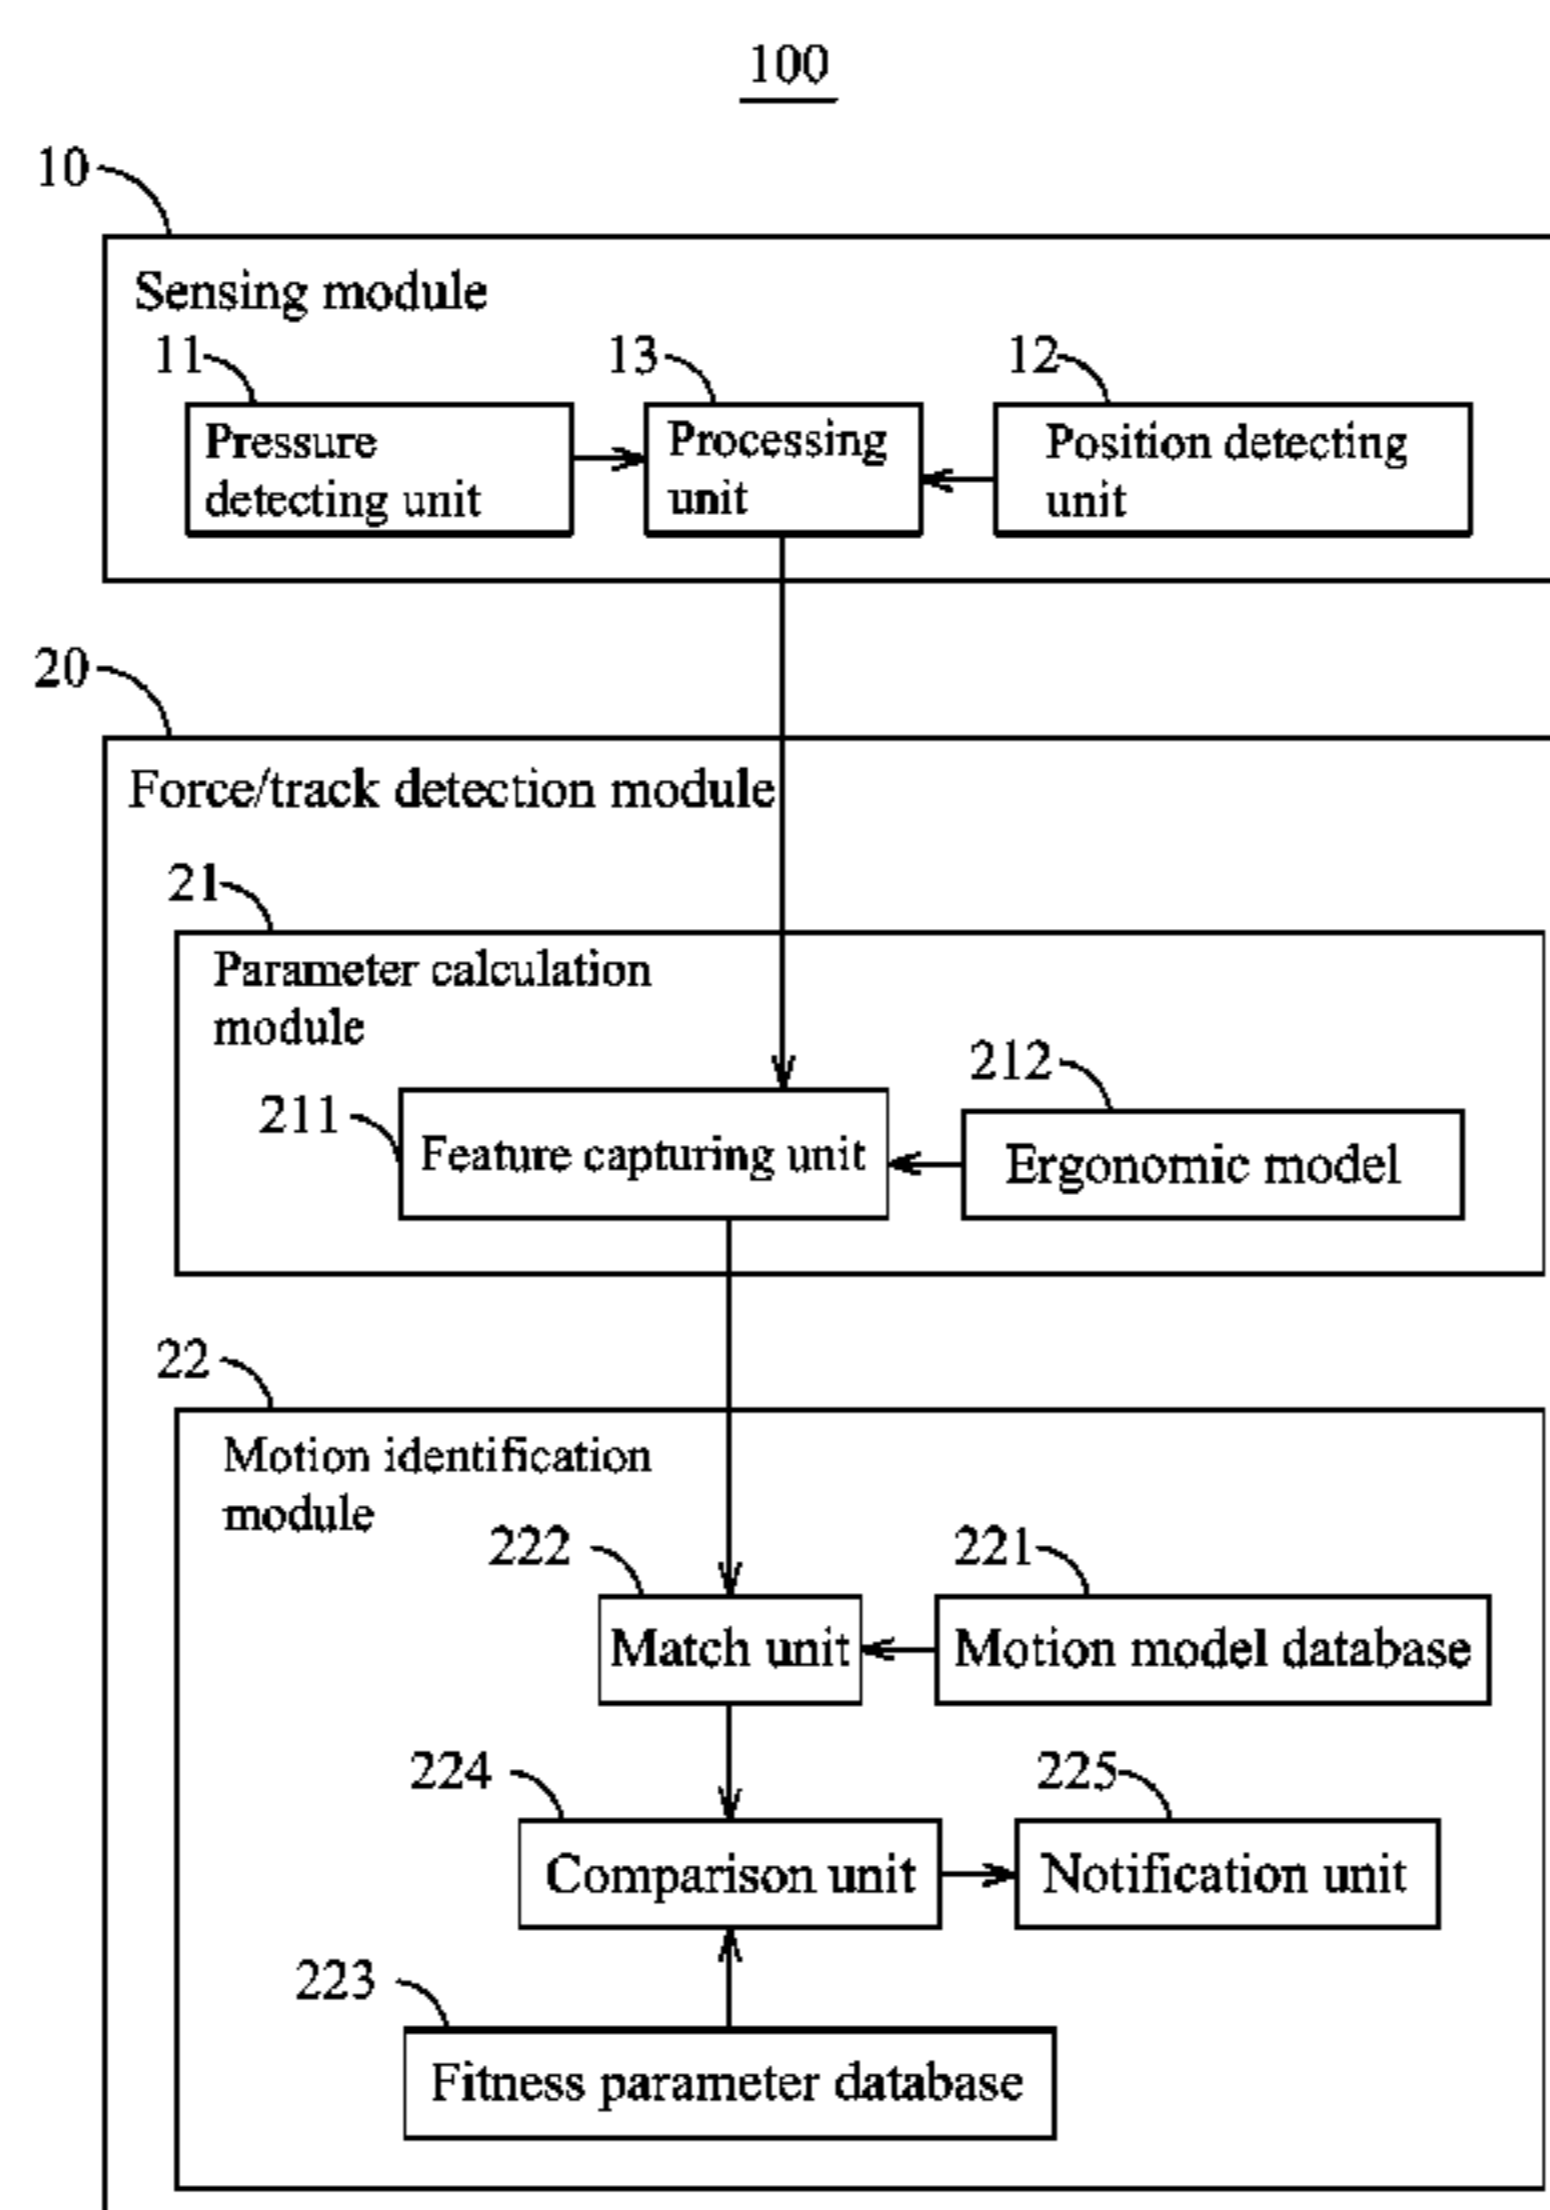 100
10
Sensing module
11
13
12
Pressure
detecting unit
Processing
unit
Position detecting
unit
20
Force/track detection module
21
Parameter calculation
module
212
211
Feature capturing unit
Ergonomic model
22
Motion identification
module
222
221
Match unit
Motion model database
224
225
Comparison unit
Notification unit
223
Fitness parameter database